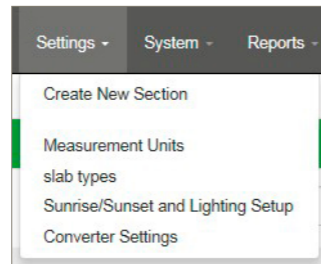 Settings - System - Reports -
Create New Section
Measurement Units
slab types
Sunrise/Sunset and Lighting Setup
Converter Settings